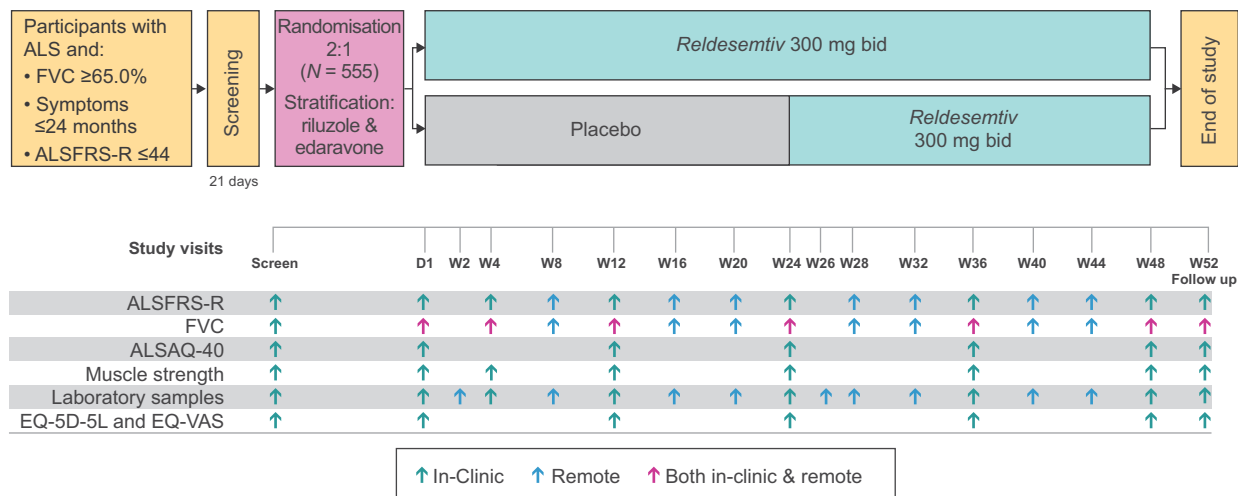 Participants with
ALS and:
• FVC ≥65.0%
• Symptoms
≤24 months
• ALSFRS-R ≤44
Screening
21 days
Randomisation
2:1
(N = 555)
Stratification:
riluzole &
edaravone
Reldesemtiv 300 mg bid
Placebo
Reldesemtiv
300 mg bid
End of study
Study visits
Screen D1 W2 W4 W8 W12 W16 W20 W24 W26 W28 W32 W36 W40 W44 W48 W52
Follow up
ALSFRS-R
FVC
ALSAQ-40
Muscle strength
Laboratory samples
EQ-5D-5L and EQ-VAS
In-Clinic Remote Both in-clinic & remote